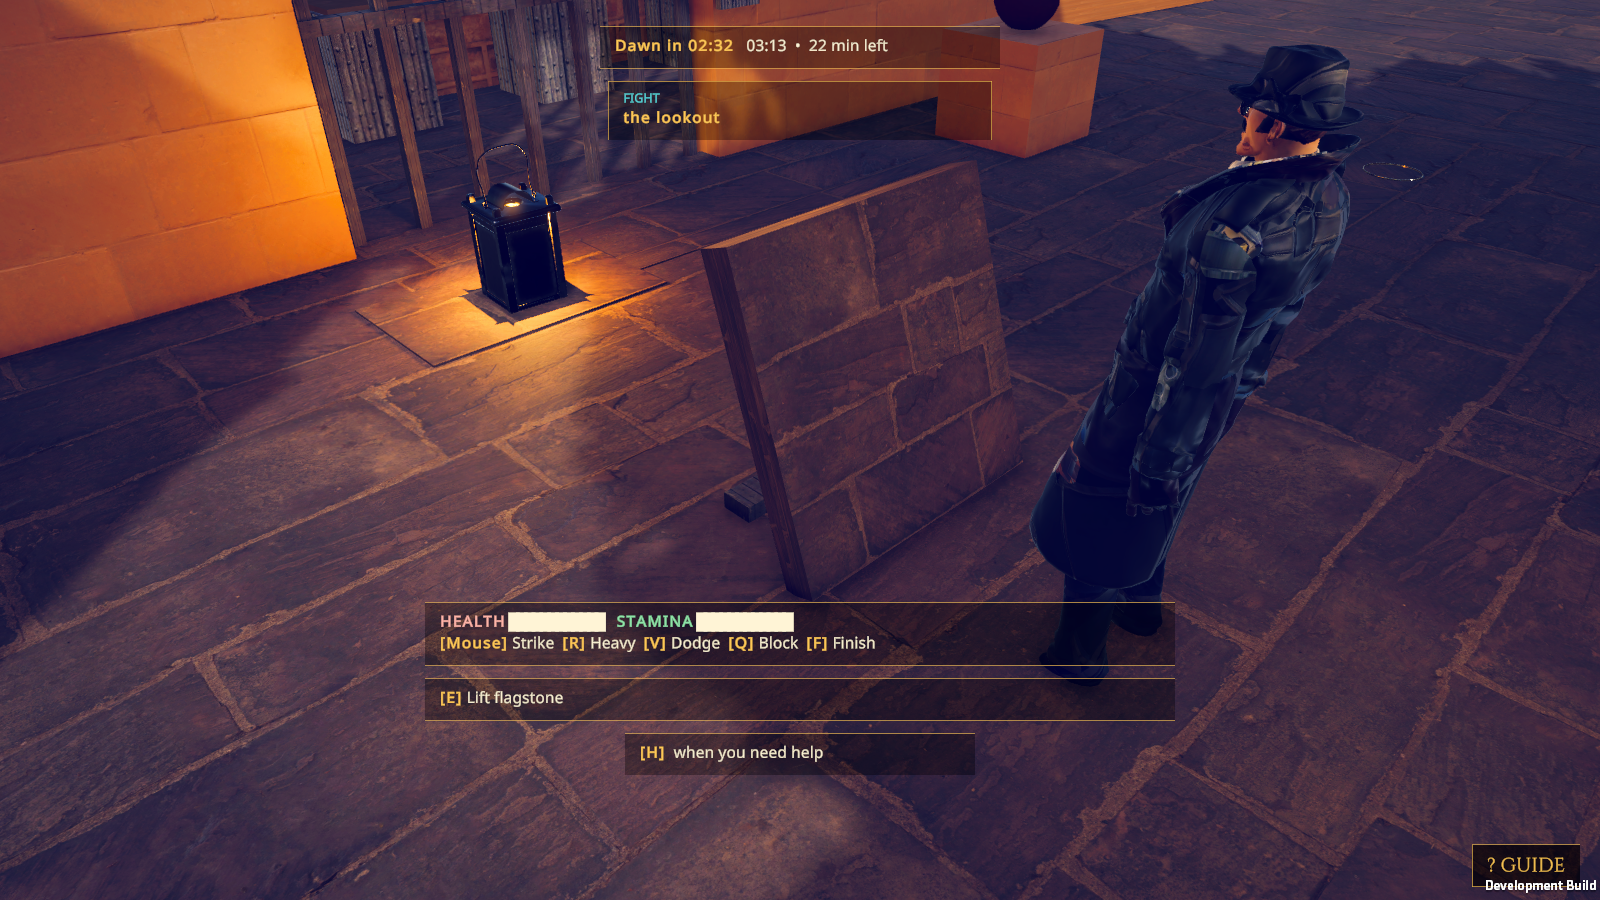 Dawn in 02:32 03:13 • 22 min left
FIGHT
the lookout
HEALTH STAMINA
[Mouse] Strike [R] Heavy [V] Dodge [Q] Block [F] Finish
[E] Lift flagstone
[H] when you need help
? GUIDE
Development Build